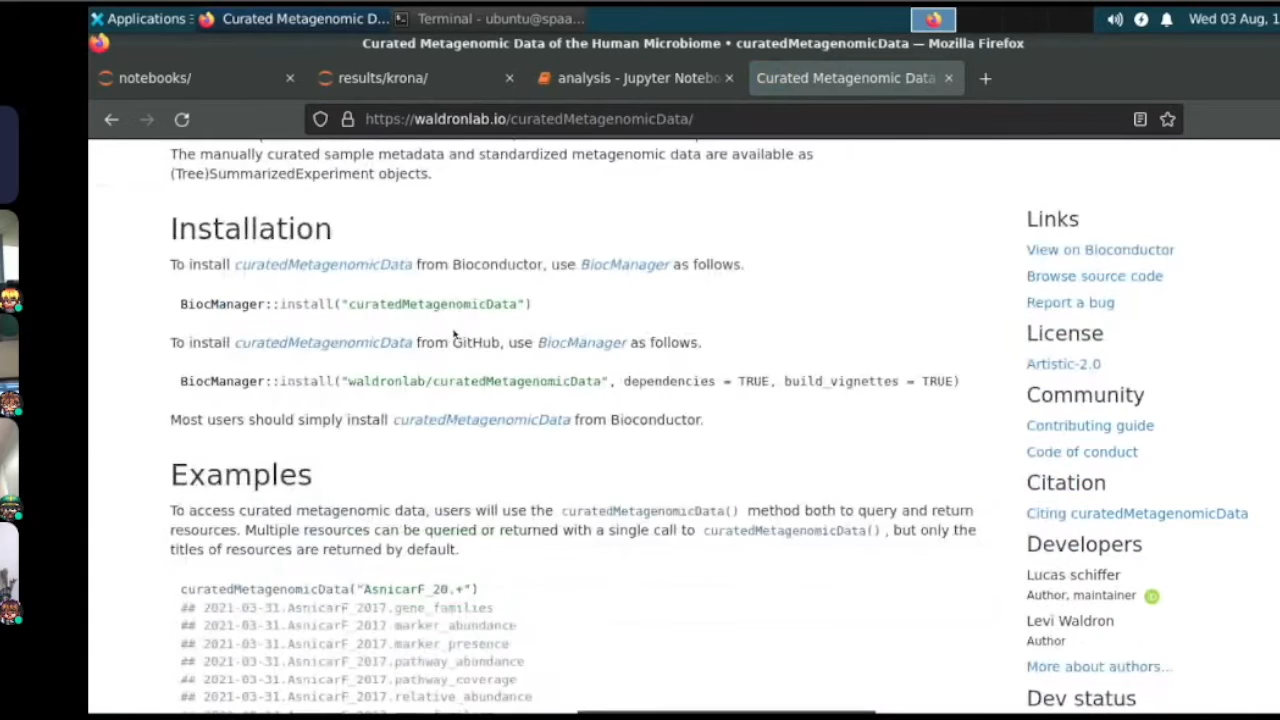 Applications
Curated Metagenomic D...
Terminal - ubuntu@spaa...
Wed 03 Aug, 1
Curated Metagenomic Data of the Human Microbiome • curatedMetagenomicData — Mozilla Firefox
notebooks/
results/krona/
analysis - Jupyter Notebo
Curated Metagenomic Data
https://waldronlab.io/curatedMetagenomicData/
The manually curated sample metadata and standardized metagenomic data are available as
(Tree)SummarizedExperiment objects.
Installation
To install curatedMetagenomicData from Bioconductor, use BiocManager as follows.
BiocManager::install("curatedMetagenomicData")
To install curatedMetagenomicData from GitHub, use BiocManager as follows.
BiocManager::install("waldronlab/curatedMetagenomicData", dependencies = TRUE, build_vignettes = TRUE)
Most users should simply install curatedMetagenomicData from Bioconductor.
Examples
To access curated metagenomic data, users will use the curatedMetagenomicData() method both to query and return
resources. Multiple resources can be queried or returned with a single call to curatedMetagenomicData(), but only the
titles of resources are returned by default.
curatedMetagenomicData("AsnicarF_20.+")
## 2021-03-31.AsnicarF_2017.gene_families
## 2021-03-31.AsnicarF_2017.marker_abundance
## 2021-03-31.AsnicarF_2017.marker_presence
## 2021-03-31.AsnicarF_2017.pathway_abundance
## 2021-03-31.AsnicarF_2017.pathway_coverage
## 2021-03-31.AsnicarF_2017.relative_abundance
Links
View on Bioconductor
Browse source code
Report a bug
License
Artistic-2.0
Community
Contributing guide
Code of conduct
Citation
Citing curatedMetagenomicData
Developers
Lucas schiffer
Author, maintainer
Levi Waldron
Author
More about authors...
Dev status